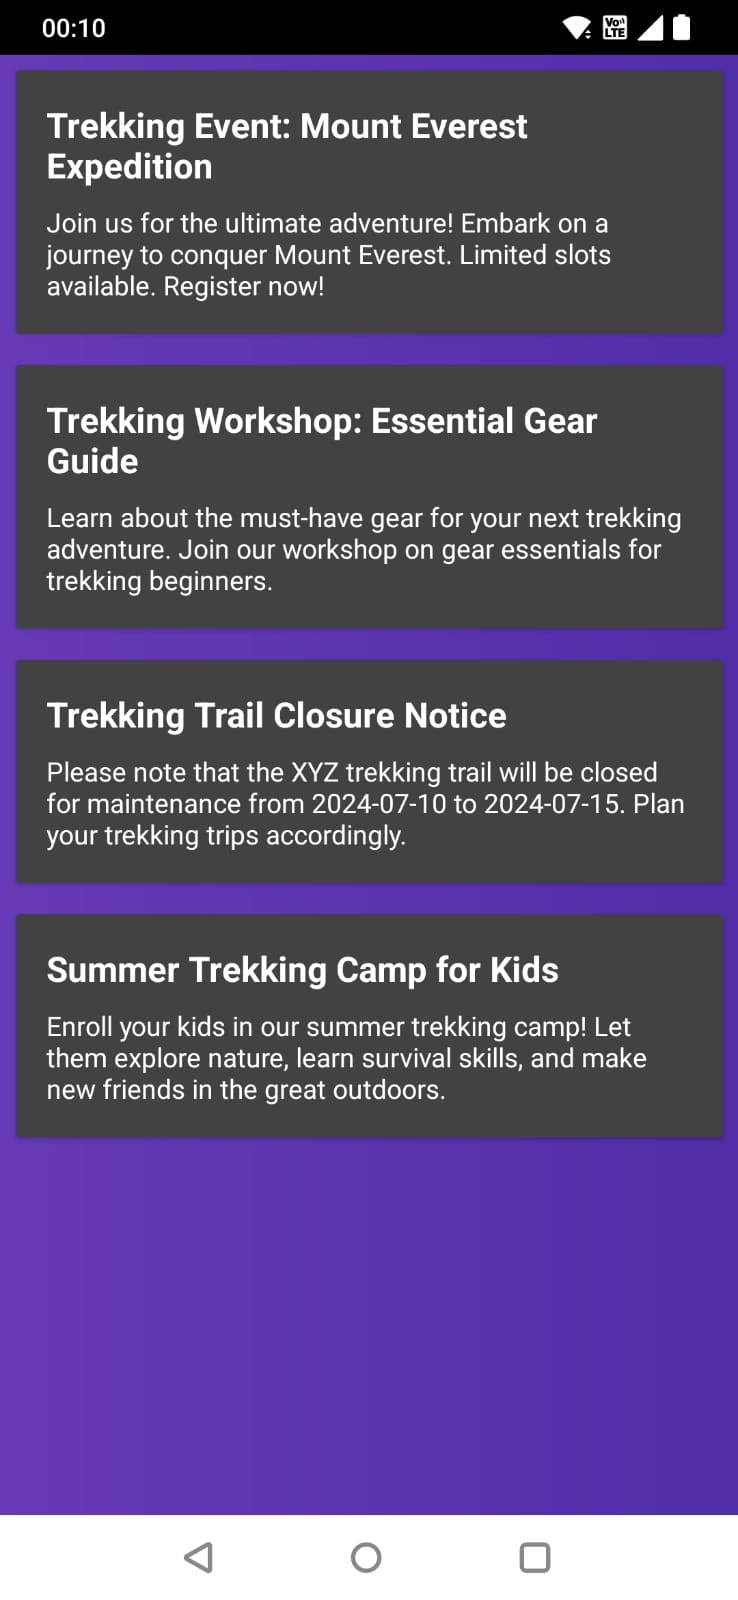 00:10
Vo LTE
Trekking Event: Mount Everest
Expedition
Join us for the ultimate adventure! Embark on a
journey to conquer Mount Everest. Limited slots
available. Register now!
Trekking Workshop: Essential Gear
Guide
Learn about the must-have gear for your next trekking
adventure. Join our workshop on gear essentials for
trekking beginners.
Trekking Trail Closure Notice
Please note that the XYZ trekking trail will be closed
for maintenance from 2024-07-10 to 2024-07-15. Plan
your trekking trips accordingly.
Summer Trekking Camp for Kids
Enroll your kids in our summer trekking camp! Let
them explore nature, learn survival skills, and make
new friends in the great outdoors.